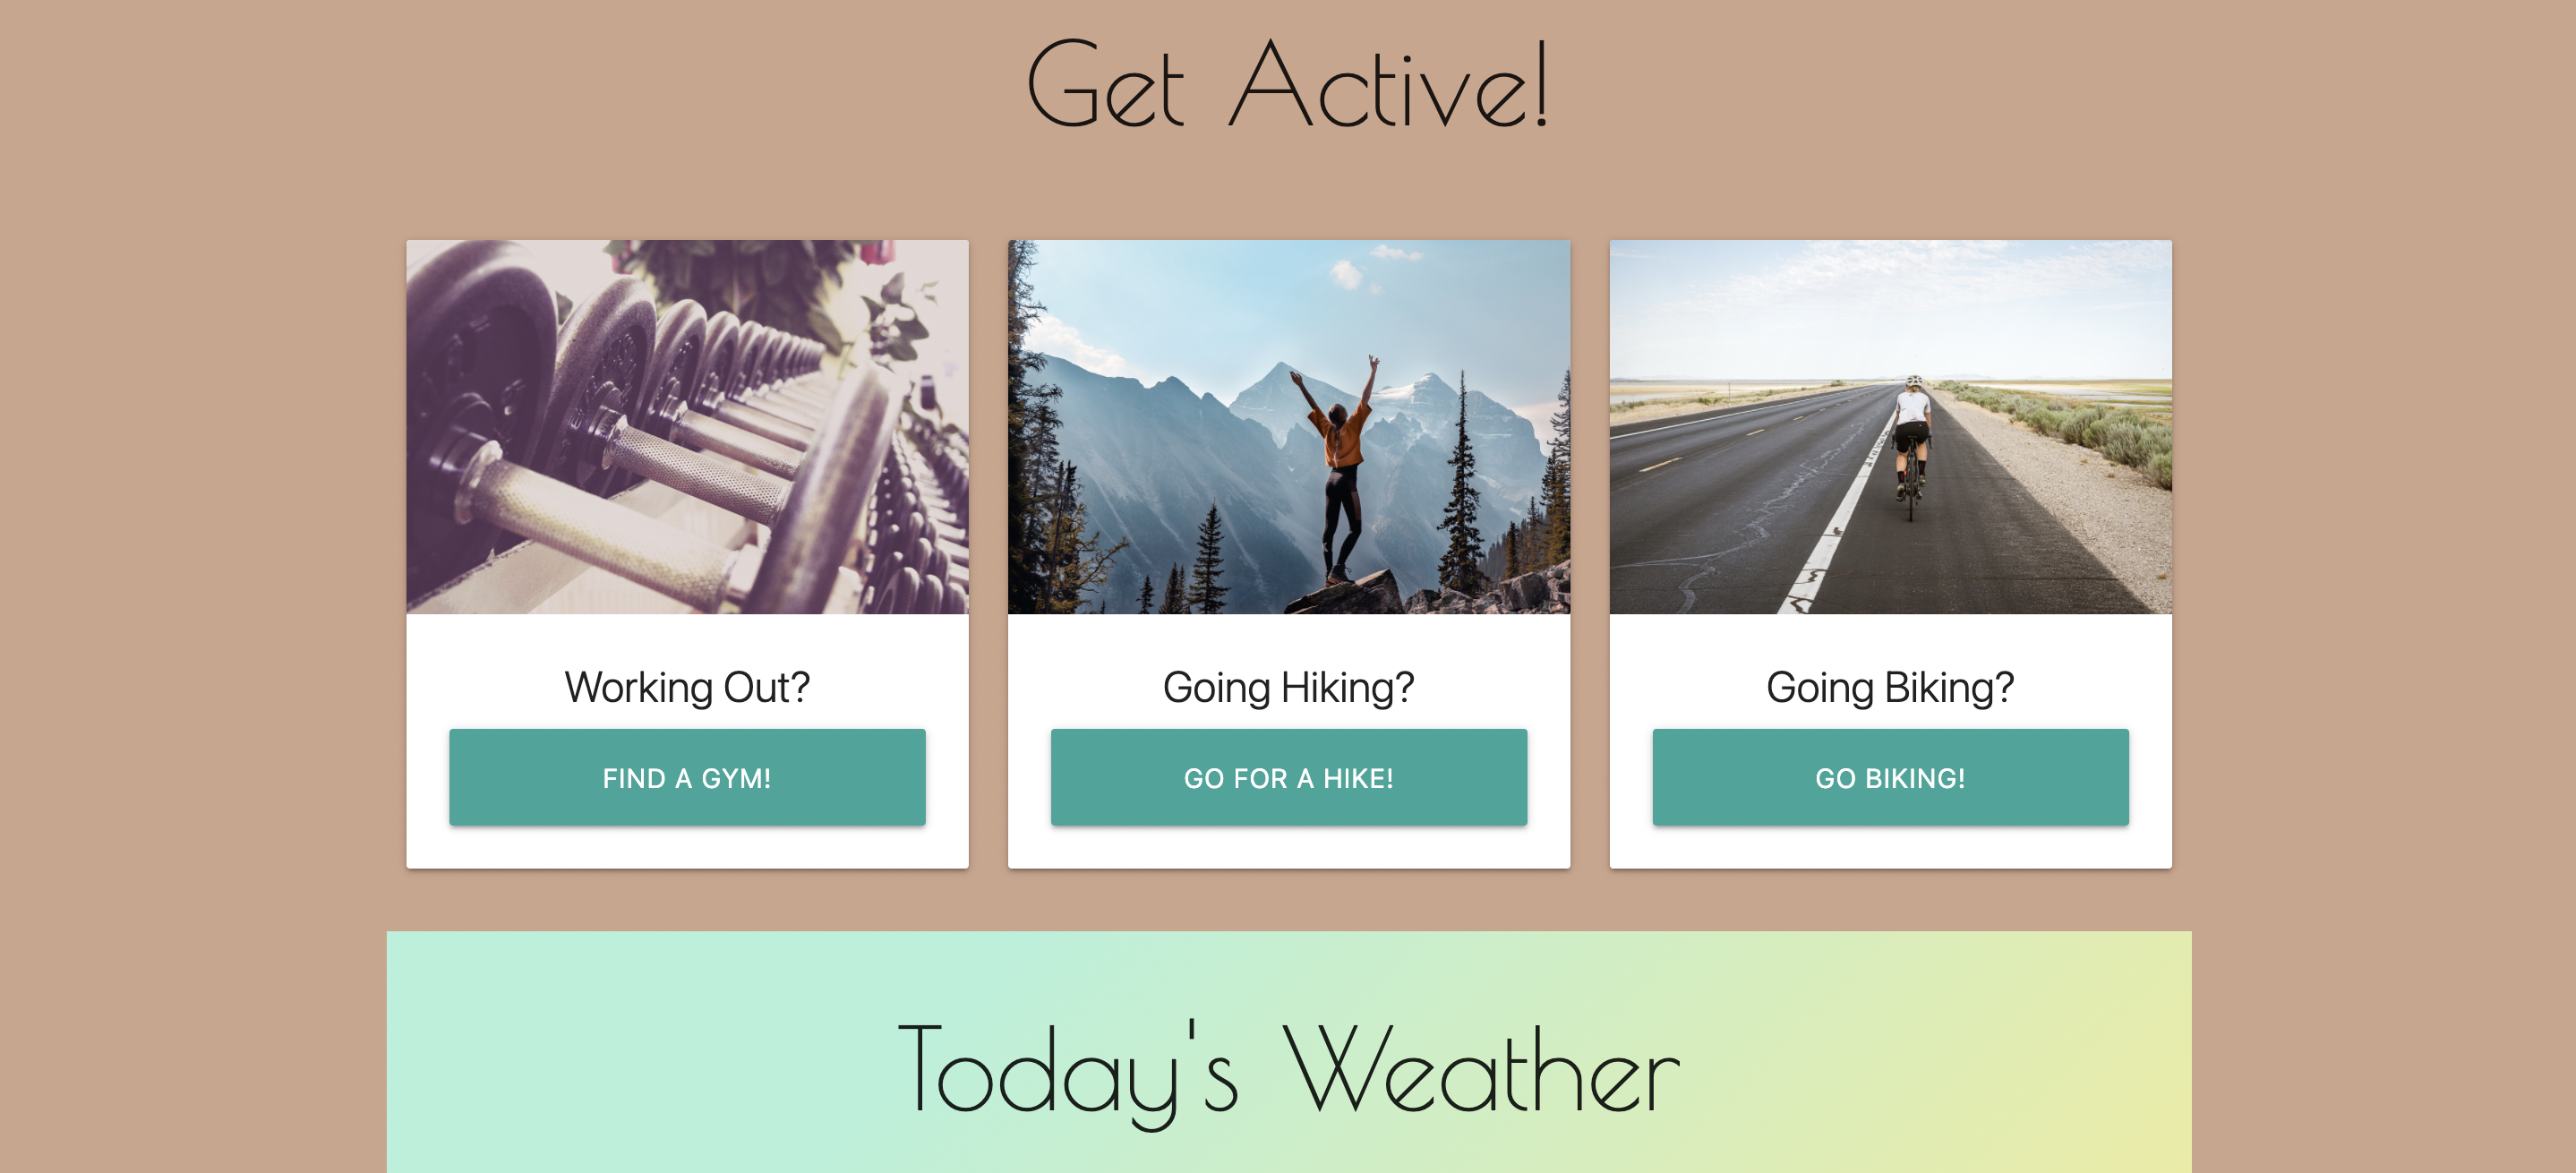 Get Active!
Working Out?
FIND A GYM!
Going Hiking?
GO FOR A HIKE!
Going Biking?
GO BIKING!
Today's Weather